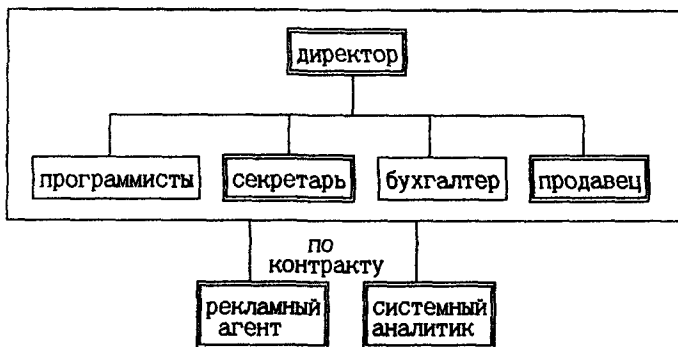 директор
программисты
секретарь
бухгалтер
продавец
по
контракту
рекламный
агент
системный
аналитик